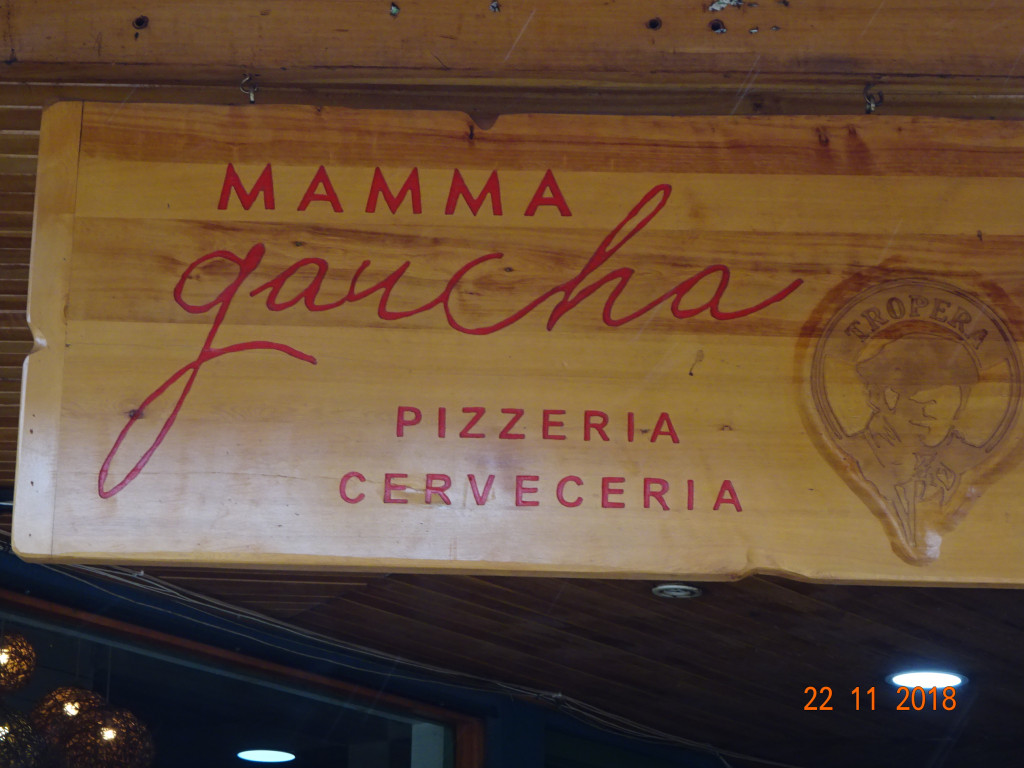 MAMMA
gaucha
PIZZERIA
CERVECERIA
TROPERA
22 11 2018